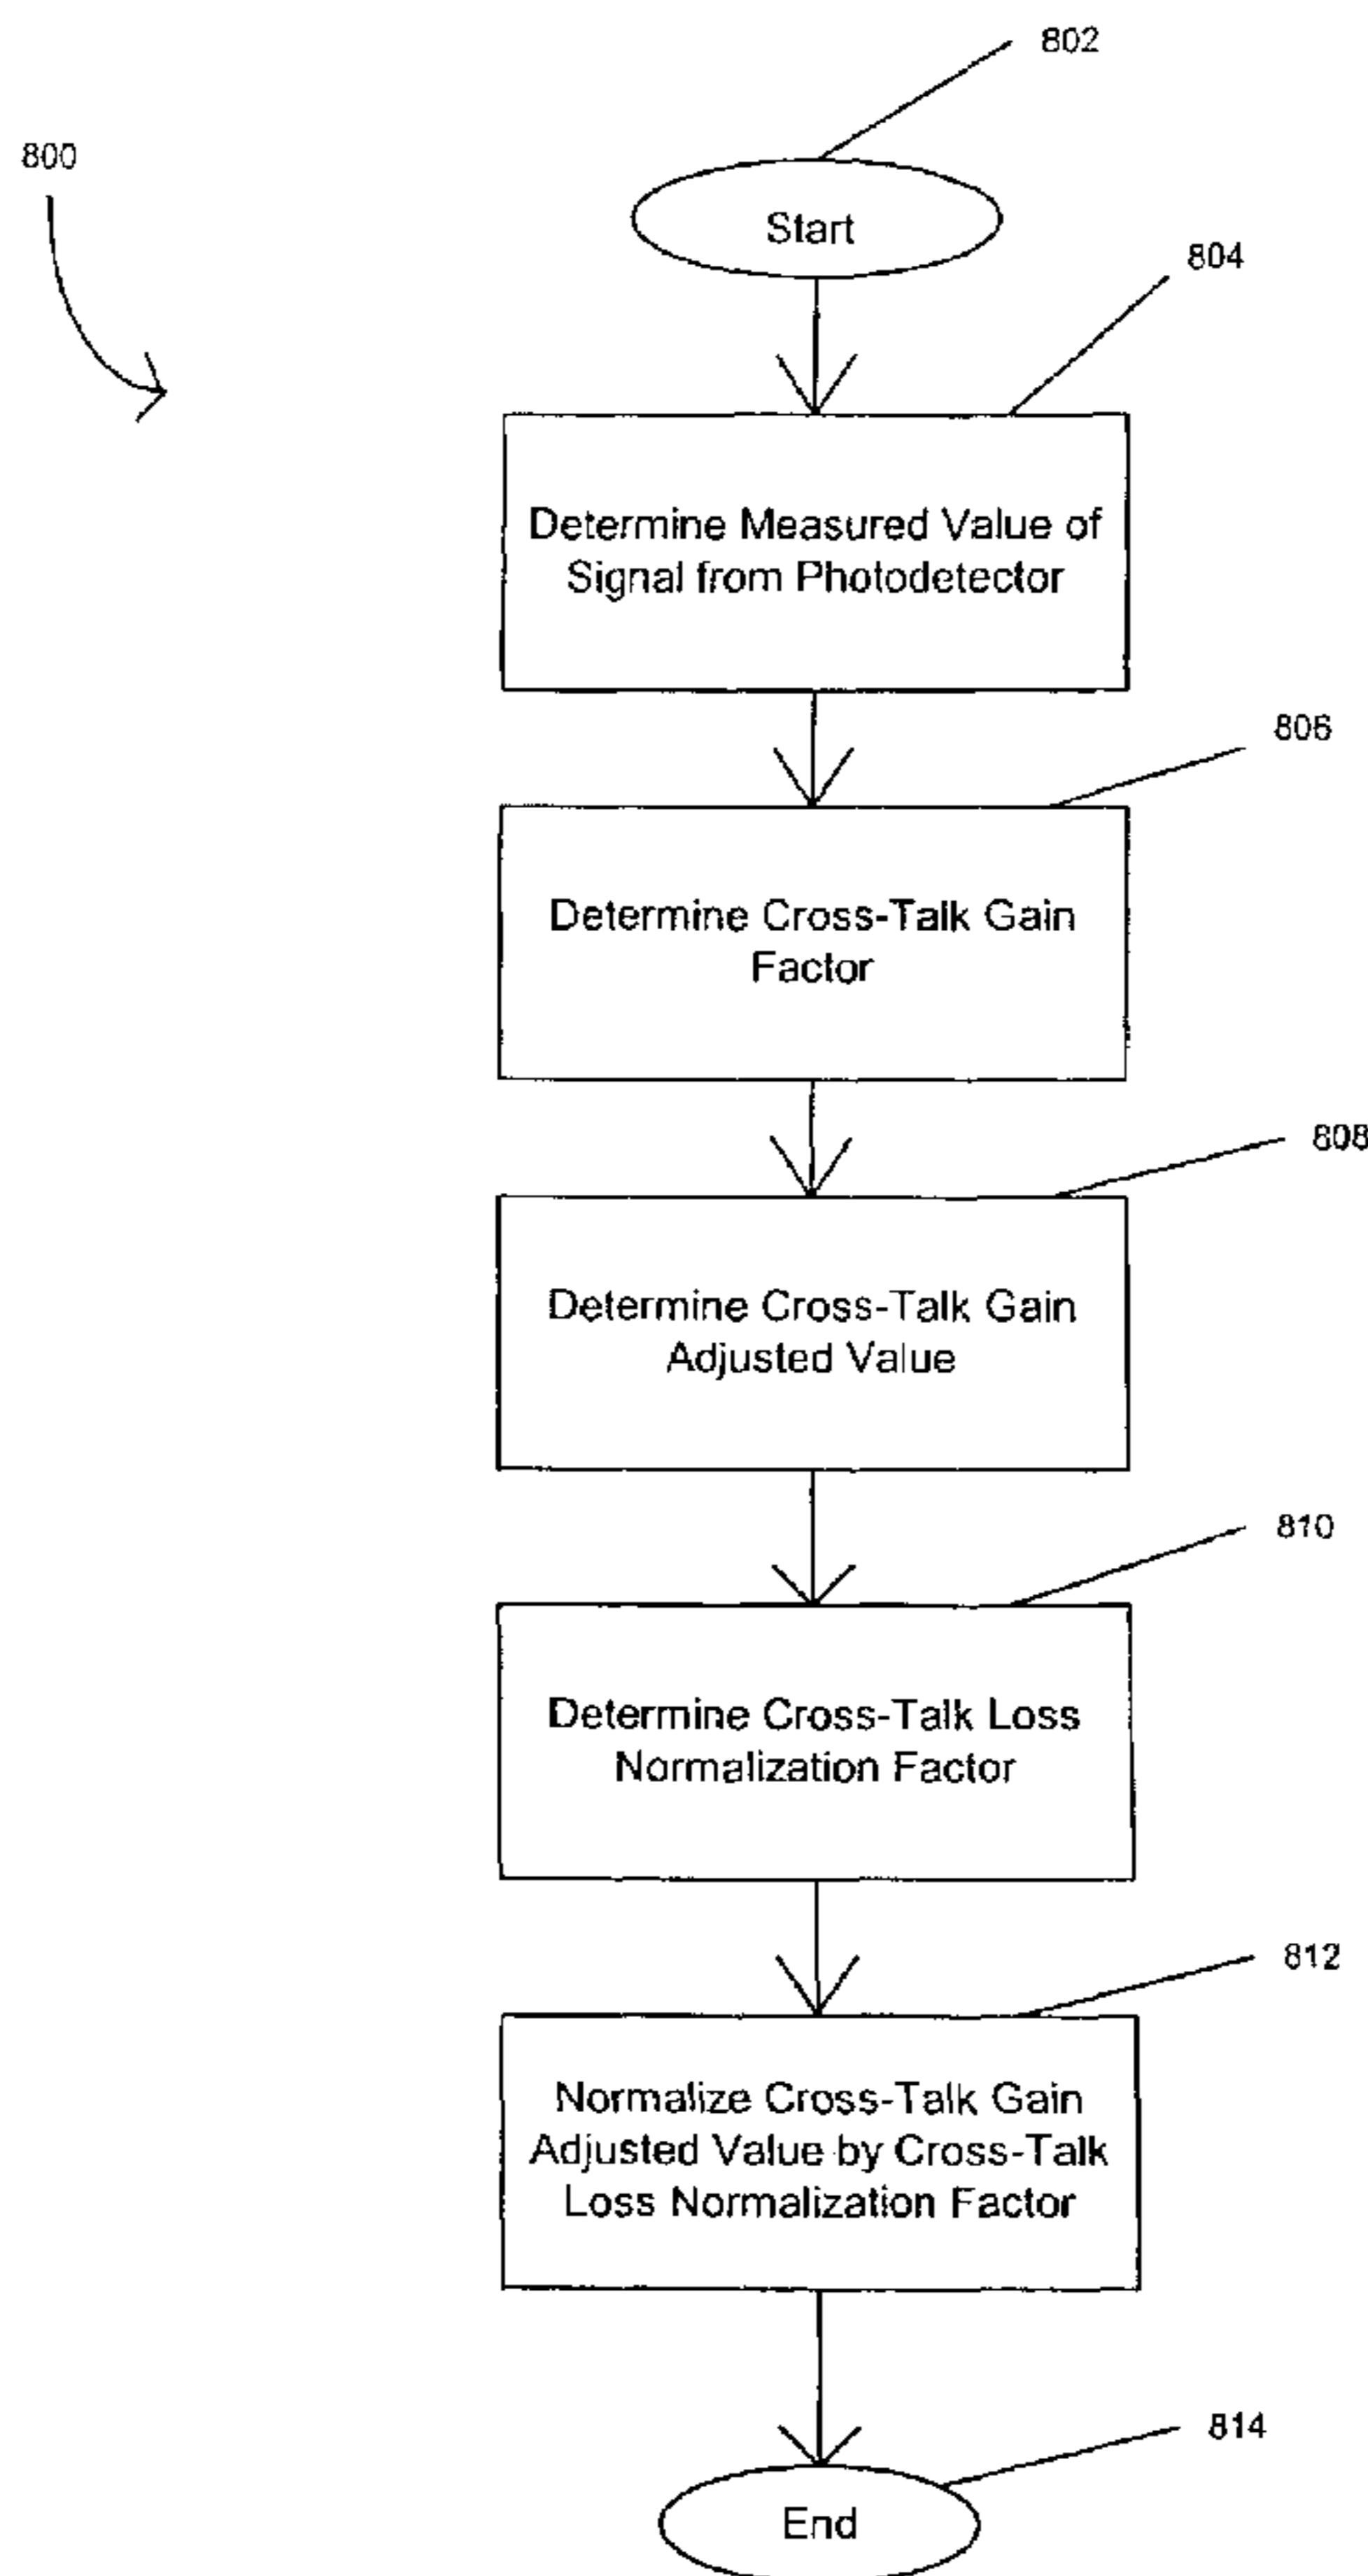 802
800
Start
804
Determine Measured Value of
Signal from Photodetector
806
Determine Cross-Talk Gain
Factor
808
Determine Cross-Talk Gain
Adjusted Value
810
Determine Cross-Talk Loss
Normalization Factor
812
Normalize Cross-Talk Gain
Adjusted Value by Cross-Talk
Loss Normalization Factor
814
End